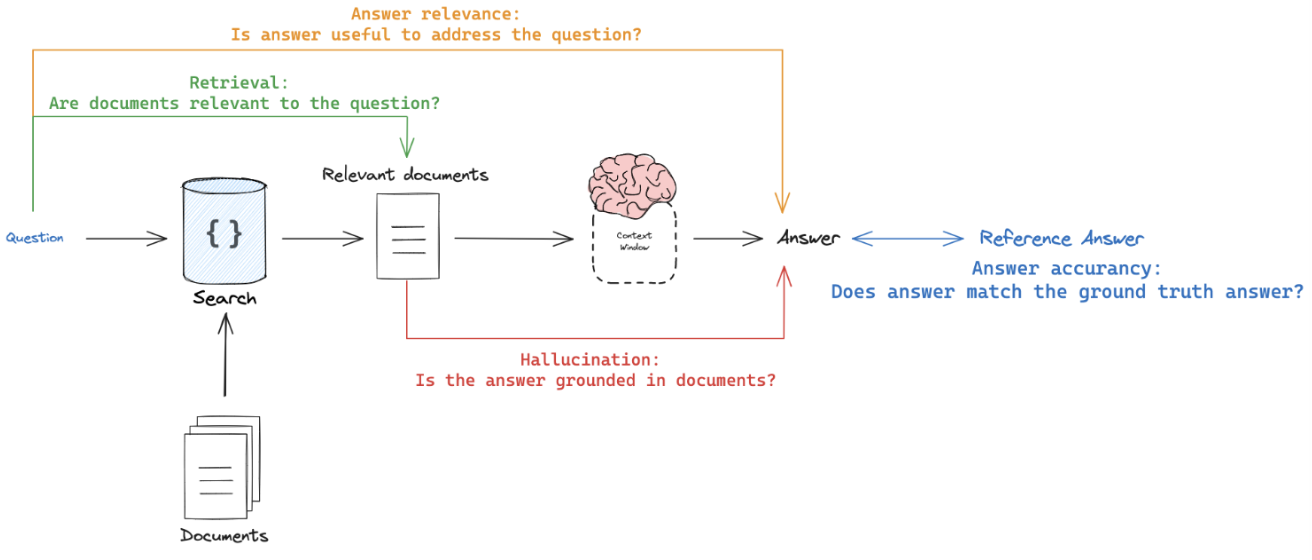 Answer relevance:
Is answer useful to address the question?
Retrieval:
Are documents relevant to the question?
Relevant documents
{ }
Context
Window
Question
Answer
Reference Answer
Search
Answer accurancy:
Does answer match the ground truth answer?
Hallucination:
Is the answer grounded in documents?
Documents